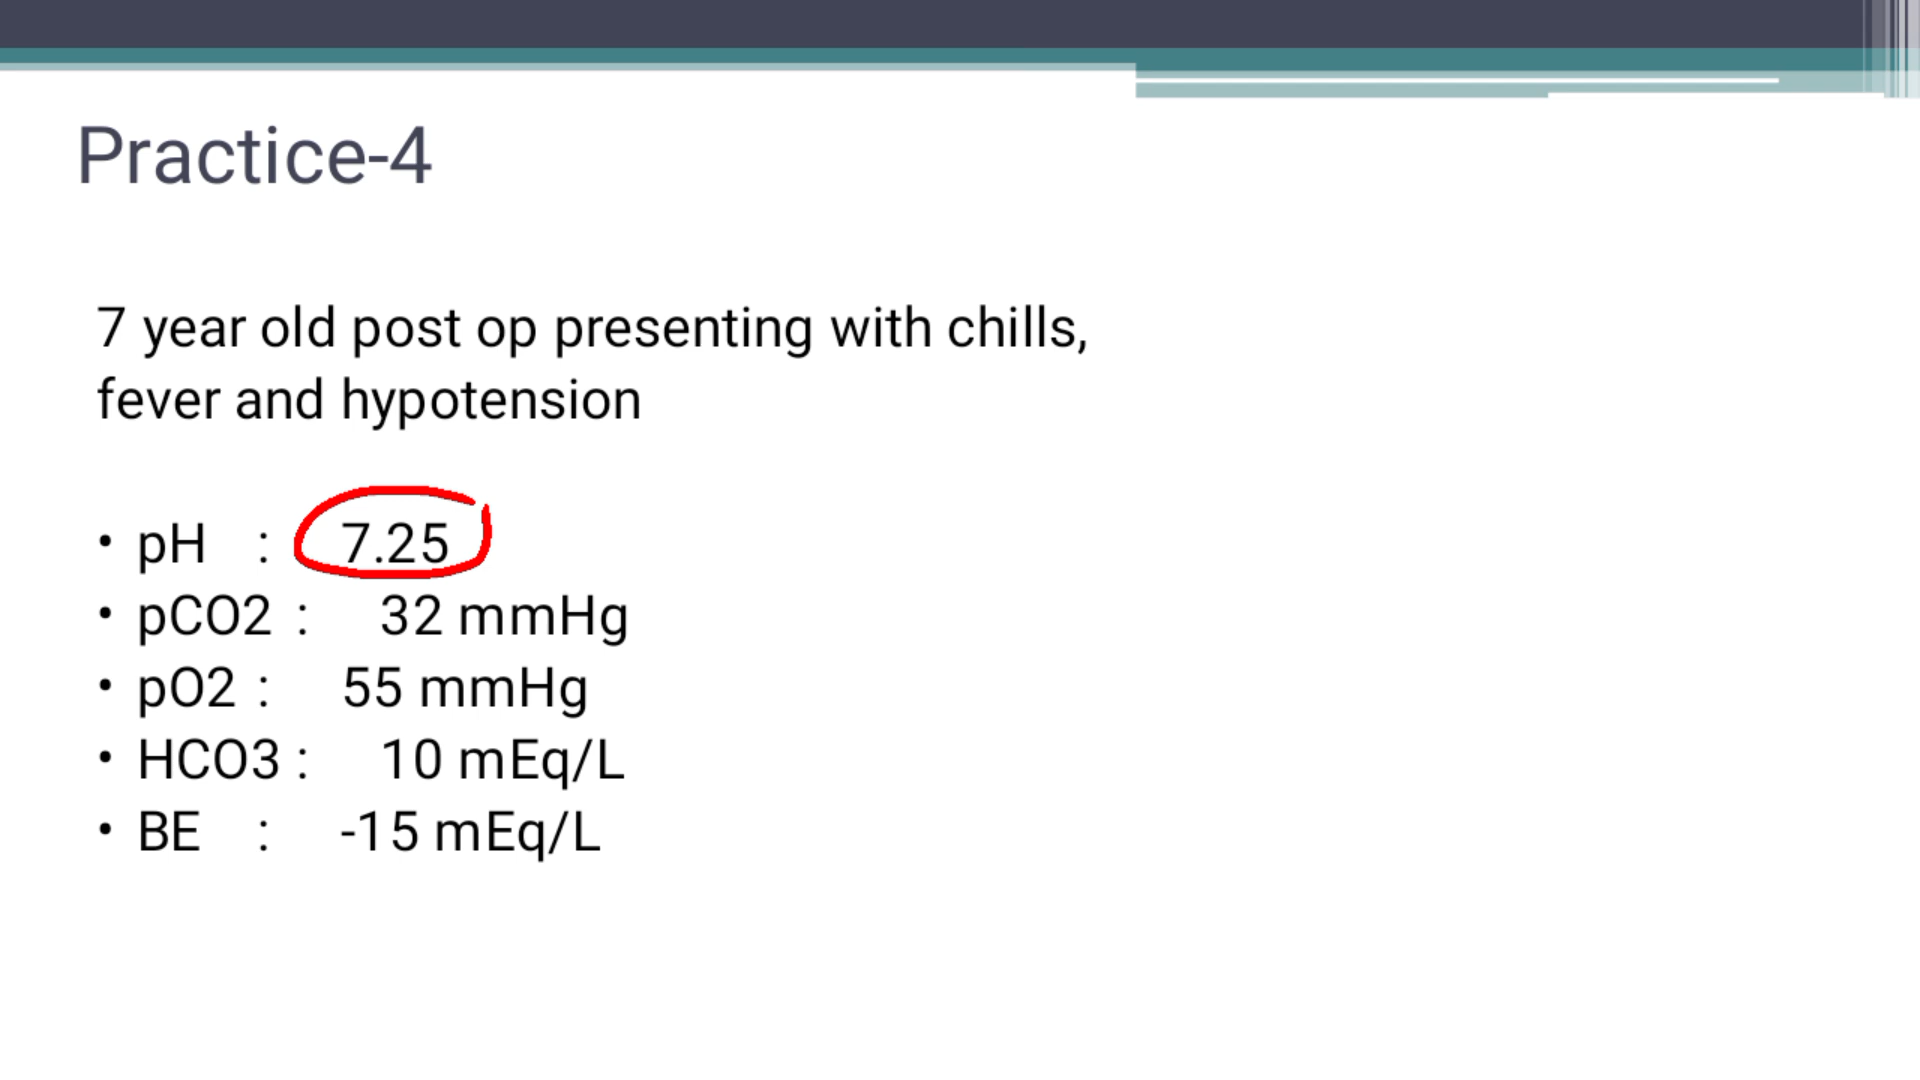 Practice-4
7 year old post op presenting with chills,
fever and hypotension
• pH : 7.25
• pCO2 : 32 mmHg
• pO2 : 55 mmHg
• HCO3 : 10 mEq/L
• BE : -15 mEq/L